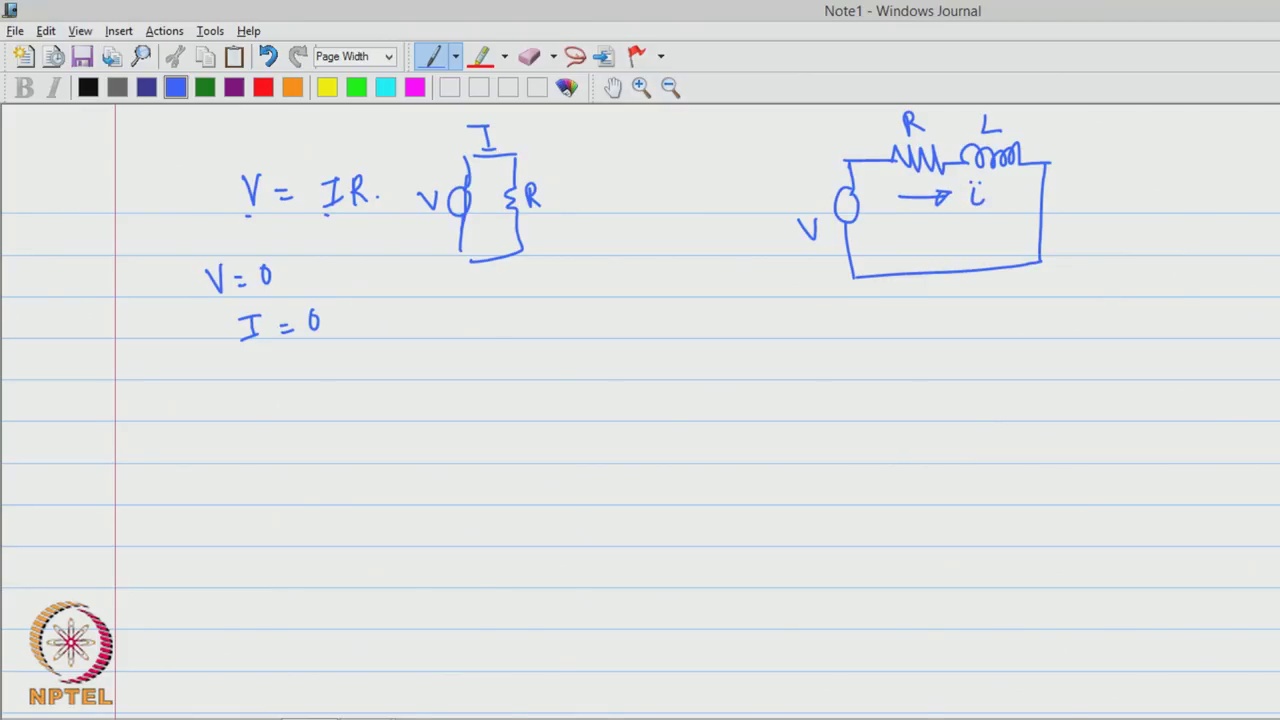 Note1 - Windows Journal
File Edit View Insert Actions Tools Help
Page Width
B I
I
V = IR.
V
R
V = 0
I = 0
R L
i
V
NPTEL